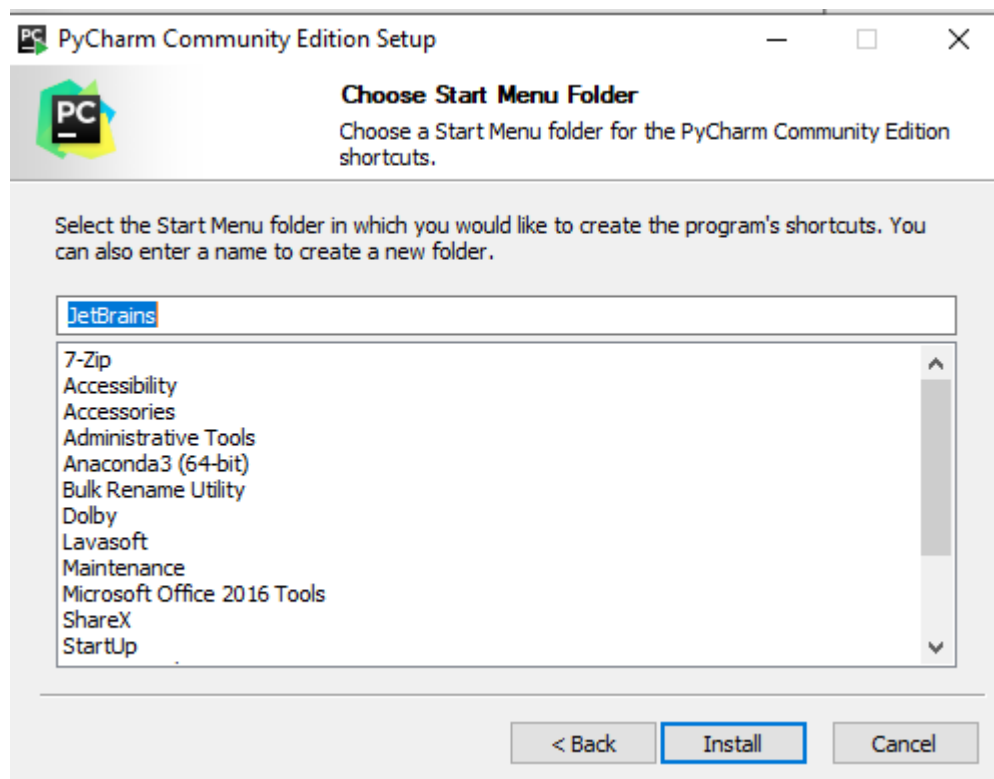 PC PyCharm Community Edition Setup
PC
Choose Start Menu Folder
Choose a Start Menu folder for the PyCharm Community Edition
shortcuts.
Select the Start Menu folder in which you would like to create the program's shortcuts. You
can also enter a name to create a new folder.
JetBrains
7-Zip
Accessibility
Accessories
Administrative Tools
Anaconda3 (64-bit)
Bulk Rename Utility
Dolby
Lavasoft
Maintenance
Microsoft Office 2016 Tools
ShareX
StartUp
< Back
Install
Cancel